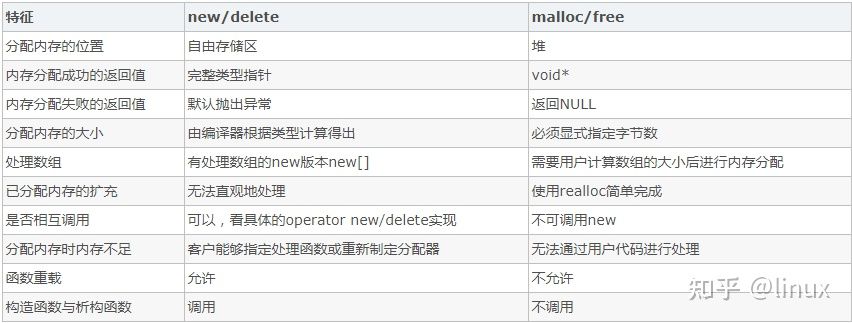 特征 new/delete malloc/free
分配内存的位置 自由存储区 堆
内存分配成功的返回值 完整类型指针 void*
内存分配失败的返回值 默认抛出异常 返回NULL
分配内存的大小 由编译器根据类型计算得出 必须显式指定字节数
处理数组 有处理数组的new版本new[] 需要用户计算数组的大小后进行内存分配
已分配内存的扩充 无法直观地处理 使用realloc简单完成
是否相互调用 可以，看具体的operator new/delete实现 不可调用new
分配内存时内存不足 客户能够指定处理函数或重新制定分配器 无法通过用户代码进行处理
函数重载 允许 不允许
构造函数与析构函数 调用 不调用
知乎 @linux